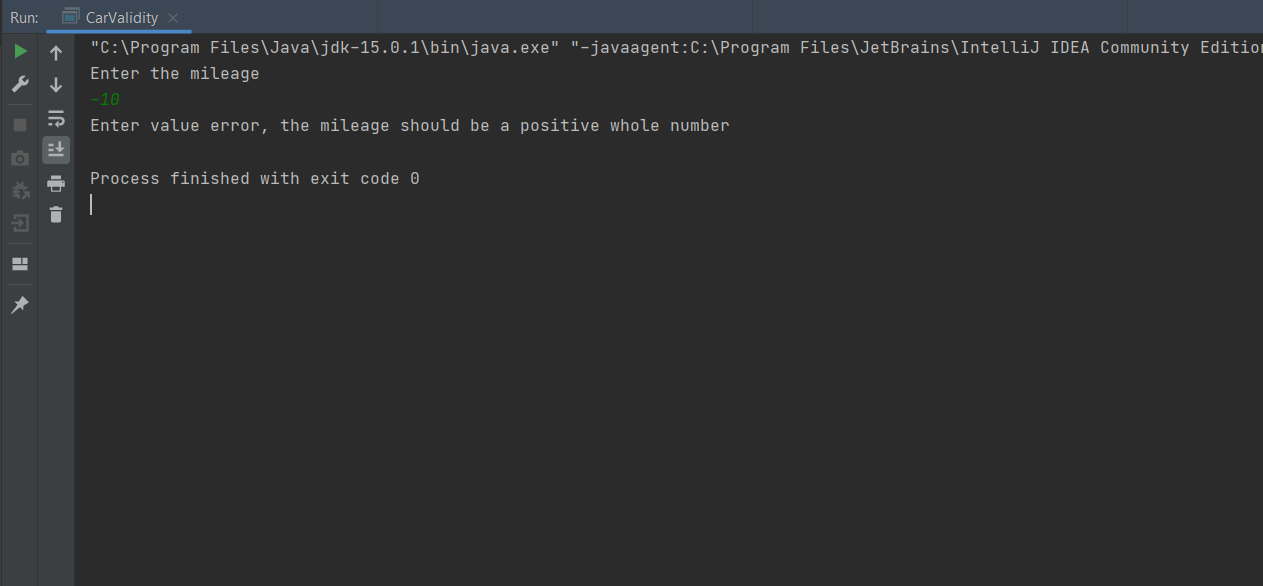 Run: CarValidity
"C:\Program Files\Java\jdk-15.0.1\bin\java.exe" "-javaagent:C:\Program Files\JetBrains\IntelliJ IDEA Community Edition
Enter the mileage
-10
Enter value error, the mileage should be a positive whole number
Process finished with exit code 0